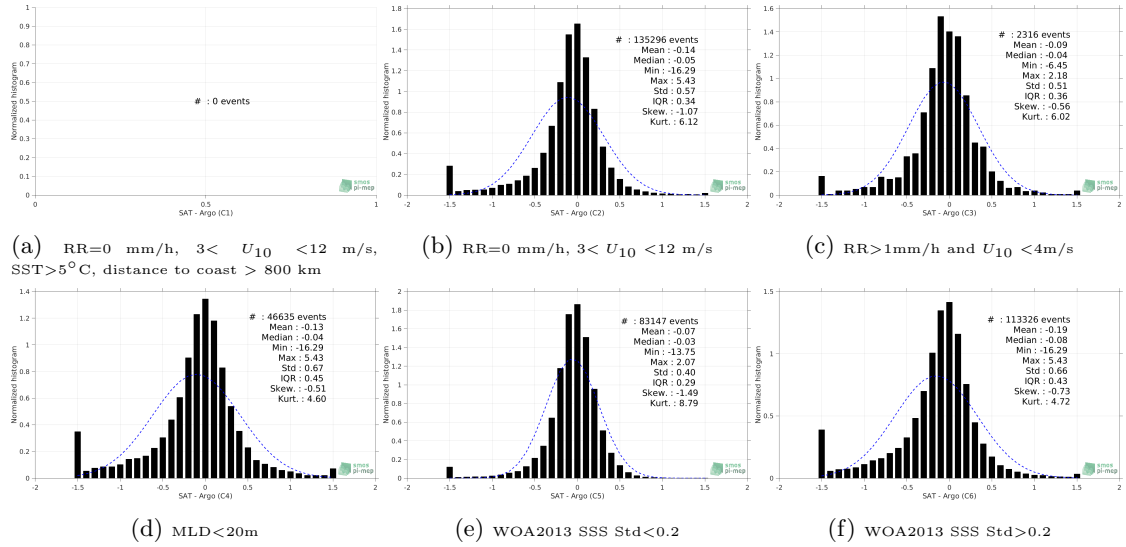 Normalized histogram
1
0.9
0.8
0.7
0.6
0.5
0.4
0.3
0.2
0.1
0
# : 0 events
0 0.5 1
SAT - Argo (C1)
smos
pi-mep
(a) RR=0 mm/h, 3< U10 <12 m/s,
SST>5°C, distance to coast > 800 km
Normalized histogram
1.8
1.6
1.4
1.2
1
0.8
0.6
0.4
0.2
0
# : 135296 events
Mean : -0.14
Median : -0.05
Min : -16.29
Max : 5.43
Std : 0.57
IQR : 0.34
Skew. : -1.07
Kurt. : 6.12
-2 -1.5 -1 -0.5 0 0.5 1 1.5 2
SAT - Argo (C2)
smos
pi-mep
(b) RR=0 mm/h, 3< U10 <12 m/s
Normalized histogram
1.6
1.4
1.2
1
0.8
0.6
0.4
0.2
0
# : 2316 events
Mean : -0.09
Median : -0.04
Min : -6.45
Max : 2.18
Std : 0.51
IQR : 0.36
Skew. : -0.56
Kurt. : 6.02
-2 -1.5 -1 -0.5 0 0.5 1 1.5 2
SAT - Argo (C3)
smos
pi-mep
(c) RR>1mm/h and U10 <4m/s
Normalized histogram
1.4
1.2
1
0.8
0.6
0.4
0.2
0
# : 46635 events
Mean : -0.13
Median : -0.04
Min : -16.29
Max : 5.43
Std : 0.67
IQR : 0.45
Skew. : -0.51
Kurt. : 4.60
-2 -1.5 -1 -0.5 0 0.5 1 1.5 2
SAT - Argo (C4)
smos
pi-mep
(d) MLD<20m
Normalized histogram
2
1.8
1.6
1.4
1.2
1
0.8
0.6
0.4
0.2
0
# : 83147 events
Mean : -0.07
Median : -0.03
Min : -13.75
Max : 2.07
Std : 0.40
IQR : 0.29
Skew. : -1.49
Kurt. : 8.79
-2 -1.5 -1 -0.5 0 0.5 1 1.5 2
SAT - Argo (C5)
smos
pi-mep
(e) WOA2013 SSS Std<0.2
Normalized histogram
1.5
1
0.5
0
# : 113326 events
Mean : -0.19
Median : -0.08
Min : -16.29
Max : 5.43
Std : 0.66
IQR : 0.43
Skew. : -0.73
Kurt. : 4.72
-2 -1.5 -1 -0.5 0 0.5 1 1.5 2
SAT - Argo (C6)
smos
pi-mep
(f) WOA2013 SSS Std>0.2